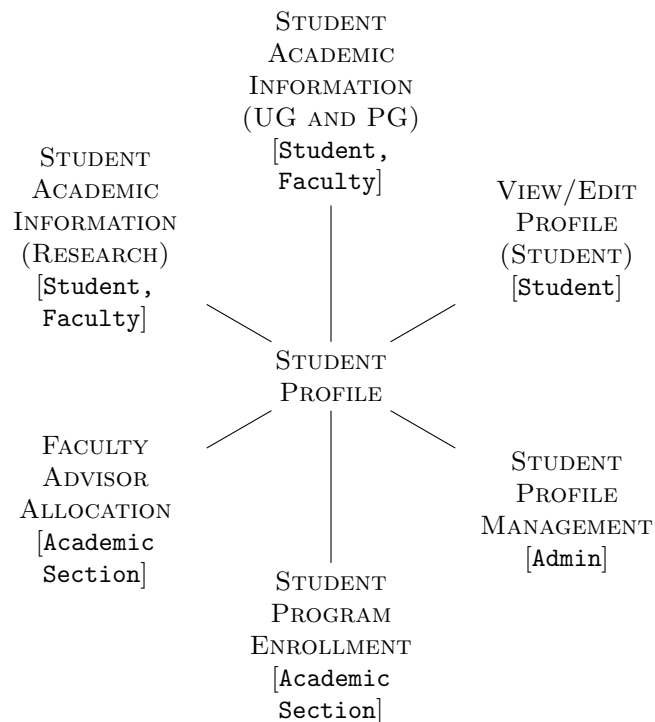 STUDENT
ACADEMIC
INFORMATION
(UG AND PG)
[Student,
Faculty]
STUDENT
ACADEMIC
INFORMATION
(RESEARCH)
[Student,
Faculty]
VIEW/EDIT
PROFILE
(STUDENT)
[Student]
STUDENT
PROFILE
FACULTY
ADVISOR
ALLOCATION
[Academic
Section]
STUDENT
PROFILE
MANAGEMENT
[Admin]
STUDENT
PROGRAM
ENROLLMENT
[Academic
Section]